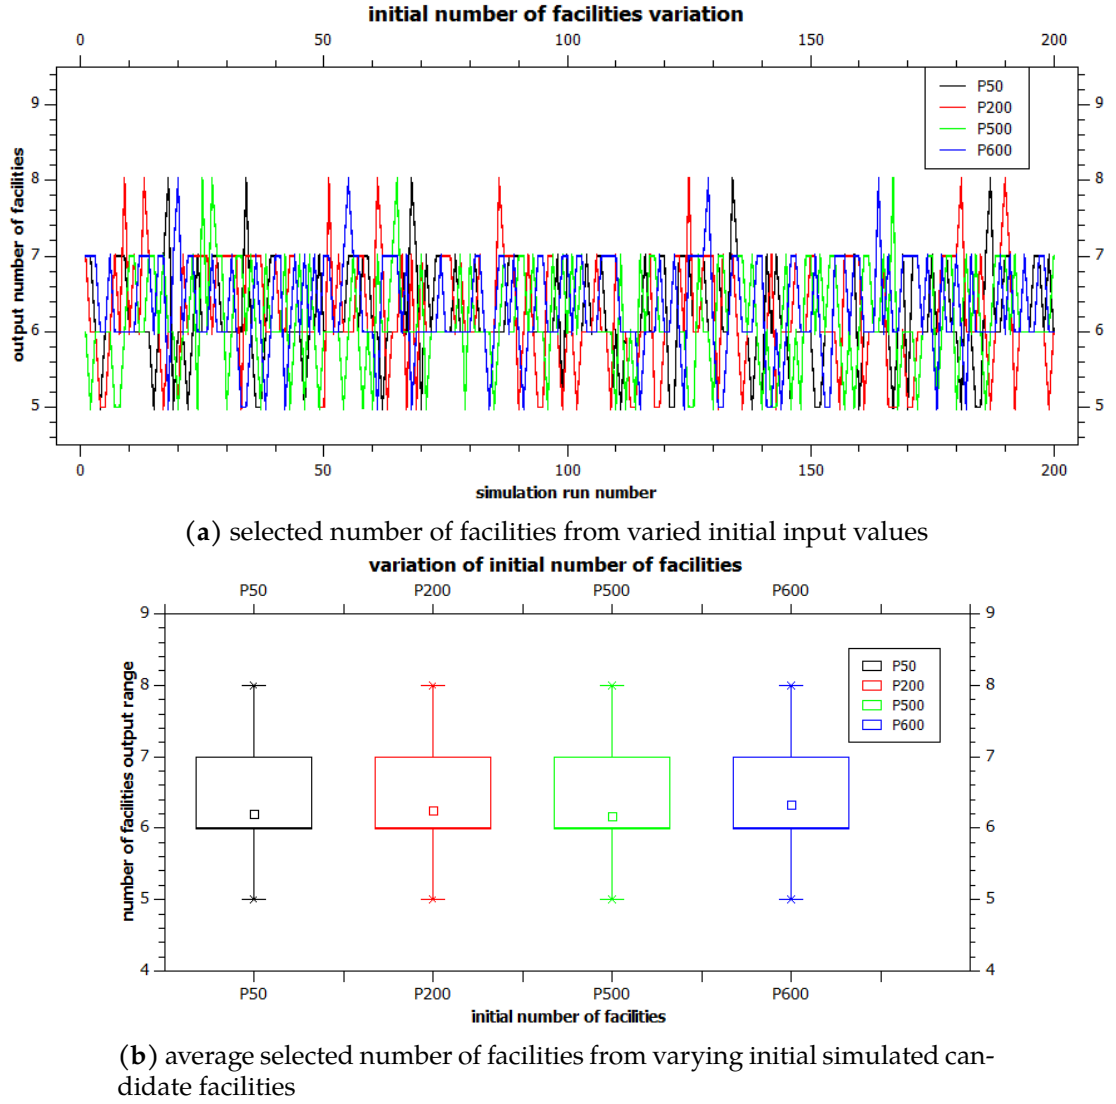 initial number of facilities variation
0 50 100 150 200
9 9
8 8
7 7
6 6
5 5
output number of facilities
P50
P200
P500
P600
0 50 100 150 200
simulation run number
(a) selected number of facilities from varied initial input values
variation of initial number of facilities
P50 P200 P500 P600
9 9
8 8
7 7
6 6
5 5
4 4
number of facilities output range
P50
P200
P500
P600
P50 P200 P500 P600
initial number of facilities
(b) average selected number of facilities from varying initial simulated can-
didate facilities